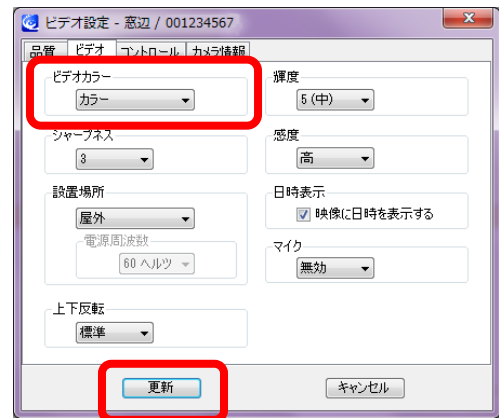 ビデオ設定 - 窓辺 / 001234567
品質 ビデオ コントロール カメラ情報
ビデオカラー
カラー
輝度
5 (中)
シャープネス
3
感度
高
設置場所
屋外
電源周波数
60 ヘルツ
日時表示
映像に日時を表示する
マイク
無効
上下反転
標準
更新 キャンセル